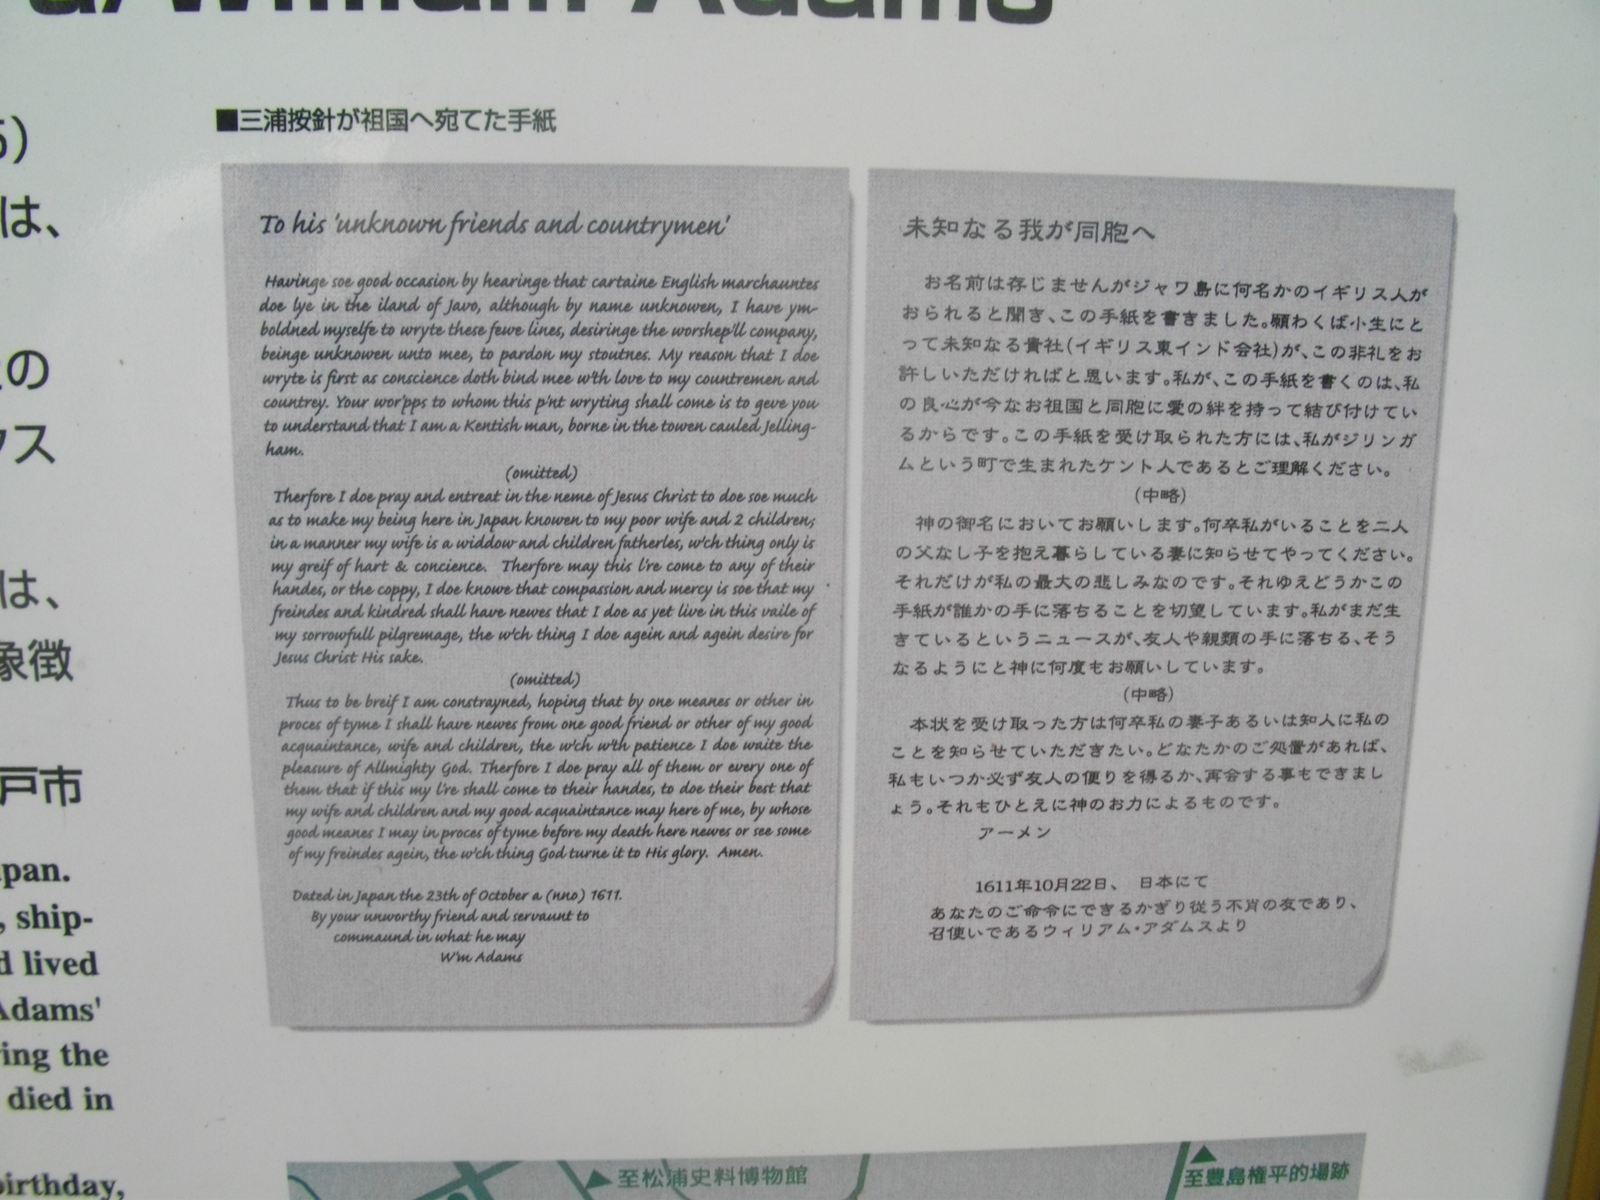 a/William Adams
5)
は、
の
クス
は、
象徴
戸市
apan.
, ship-
d lived
Adams'
ing the
died in
birthday,
■三浦按針が祖国へ宛てた手紙
To his 'unknown friends and countrymen'
Havinge soe good occasion by hearinge that cartaine English marchauntes
doe lye in the iland of Javo, although by name unknowen, I have ym-
boldned myselfe to wryte these fewe lines, desiringe the worshep'll company,
beinge unknowen unto mee, to pardon my stoutnes. My reason that I doe
wryte is first as conscience doth bind mee w'th love to my countremen and
countrey. Your wor'pps to whom this p'nt wryting shall come is to geve you
to understand that I am a Kentish man, borne in the towen cauled Jelling-
ham.
(omitted)
Therfore I doe pray and entreat in the neme of Jesus Christ to doe soe much
as to make my being here in Japan knowen to my poor wife and 2 children;
in a manner my wife is a widdow and children fatherles, w'ch thing only is
my greif of hart & concience. Therfore may this l're come to any of their
handes, or the coppy, I doe knowe that compassion and mercy is soe that my
freindes and kindred shall have newes that I doe as yet live in this vaile of
my sorrowfull pilgremage, the w'ch thing I doe agein and agein desire for
Jesus Christ His sake.
(omitted)
Thus to be breif I am constrayned, hoping that by one meanes or other in
proces of tyme I shall have newes from one good friend or other of my good
acquaintance, wife and children, the w'ch w'th patience I doe waite the
pleasure of Allmighty God. Therfore I doe pray all of them or every one of
them that if this my l're shall come to their handes, to doe their best that
my wife and children and my good acquaintance may here of me, by whose
good meanes I may in proces of tyme before my death here newes or see some
of my freindes agein, the w'ch thing God turne it to His glory. Amen.
Dated in Japan the 23th of October a (nno) 1611.
By your unworthy friend and servaunt to
commaund in what he may
W'm Adams
未知なる我が同胞へ
お名前は存じませんがジャワ島に何名かのイギリス人が
おられると聞き、この手紙を書きました。願わくば小生にと
って未知なる貴社(イギリス東インド会社)が、この非礼をお
許しいただければと思います。私が、この手紙を書くのは、私
の良心が今なお祖国と同胞に愛の絆を持って結び付けてい
るからです。この手紙を受け取られた方には、私がジリンガ
ムという町で生まれたケント人であるとご理解ください。
(中略)
神の御名においてお願いします。何卒私がいることを二人
の父なし子を抱え暮らしている妻に知らせてやってください。
それだけが私の最大の悲しみなのです。それゆえどうかこの
手紙が誰かの手に落ちることを切望しています。私がまだ生
きているというニュースが、友人や親類の手に落ちる、そう
なるようにと神に何度もお願いしています。
(中略)
本状を受け取った方は何卒私の妻子あるいは知人に私の
ことを知らせていただきたい。どなたかのご処置があれば、
私もいつか必ず友人の便りを得るか、再会する事もできまし
ょう。それもひとえに神のお力によるものです。
アーメン
1611年10月22日、 日本にて
あなたのご命令にできるかぎり従う不肖の友であり、
召使いであるウィリアム・アダムスより
至松浦史料博物館
至豊島権平的場跡